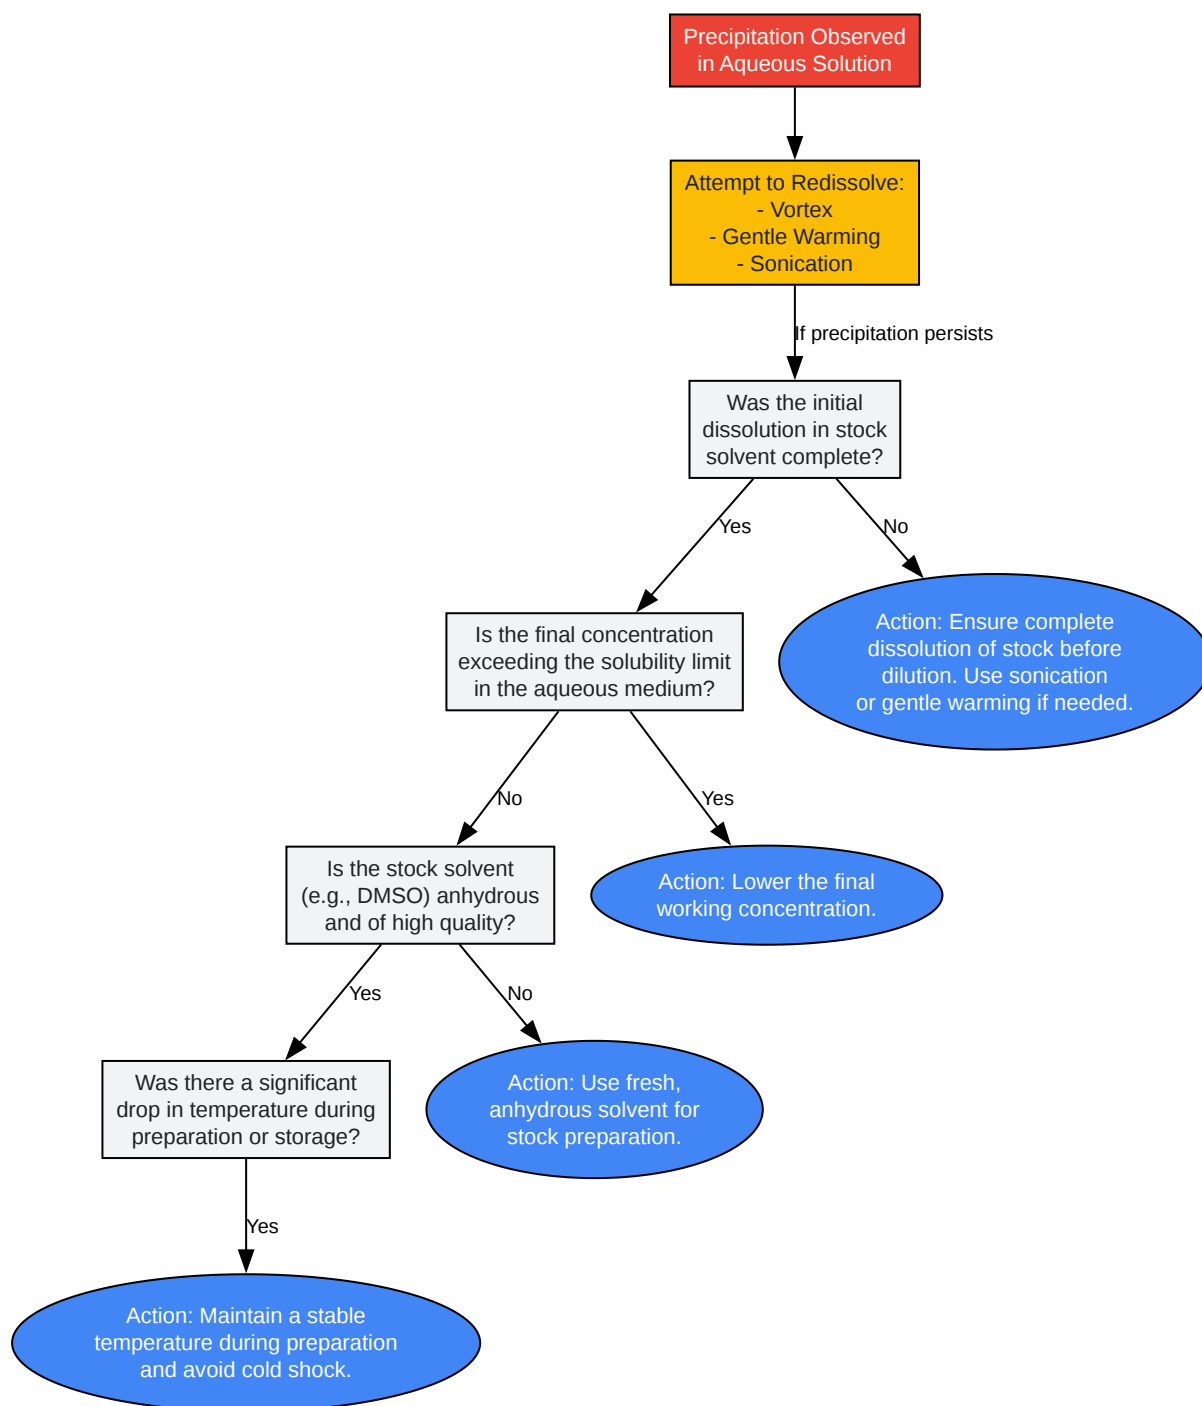 Precipitation Observed
in Aqueous Solution
Attempt to Redissolve:
- Vortex
- Gentle Warming
- Sonication
If precipitation persists
Was the initial
dissolution in stock
solvent complete?
Yes
No
Is the final concentration
exceeding the solubility limit
in the aqueous medium?
Action: Ensure complete
dissolution of stock before
dilution. Use sonication
or gentle warming if needed.
No
Yes
Is the stock solvent
(e.g., DMSO) anhydrous
and of high quality?
Action: Lower the final
working concentration.
Yes
No
Was there a significant
drop in temperature during
preparation or storage?
Action: Use fresh,
anhydrous solvent for
stock preparation.
Yes
Action: Maintain a stable
temperature during preparation
and avoid cold shock.